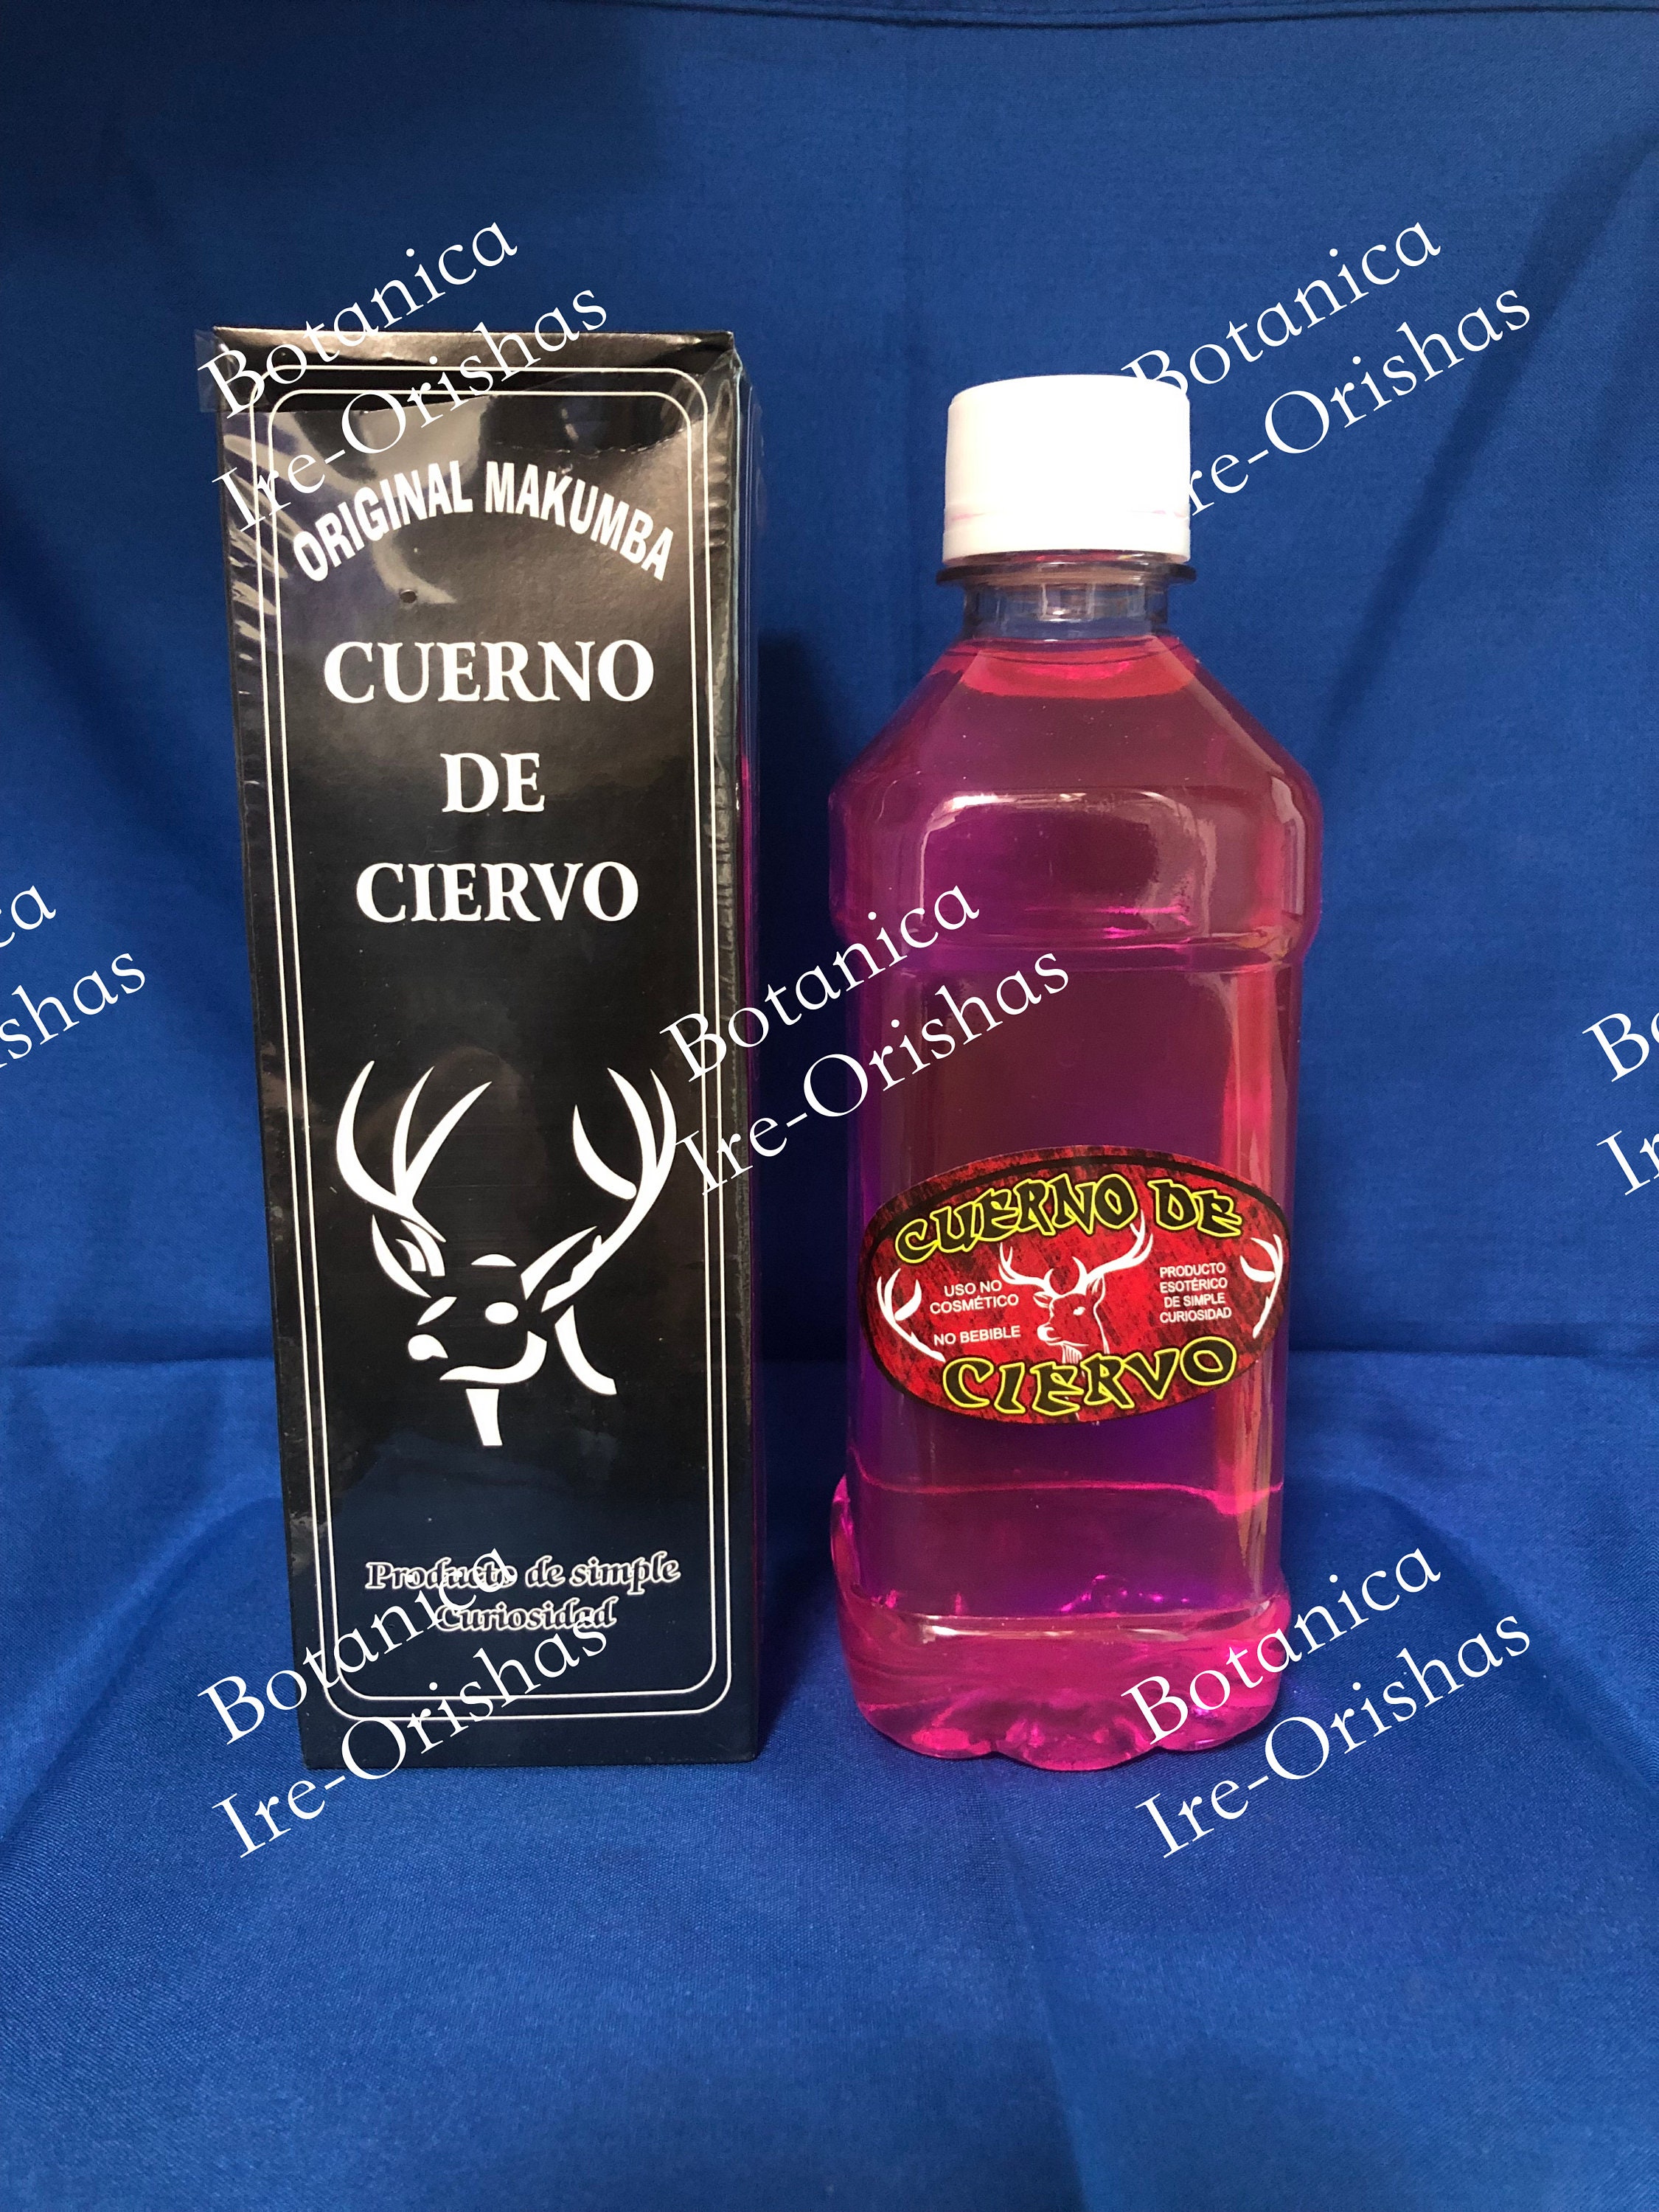 Botanica
Ire-Orishas
Botanica
Ire-Orishas
ORIGINAL MAKUMBA
CUERNO
DE
CIERVO
Producto de simple
Curiosidad
CUERNO DE
USO NO
COSMÉTICO
NO BEBIBLE
PRODUCTO
ESOTÉRICO
DE SIMPLE
CURIOSIDAD
CIERVO
Botanica
Ire-Orishas
Botanica
Ire-Orishas
Botanica
Ire-Orishas